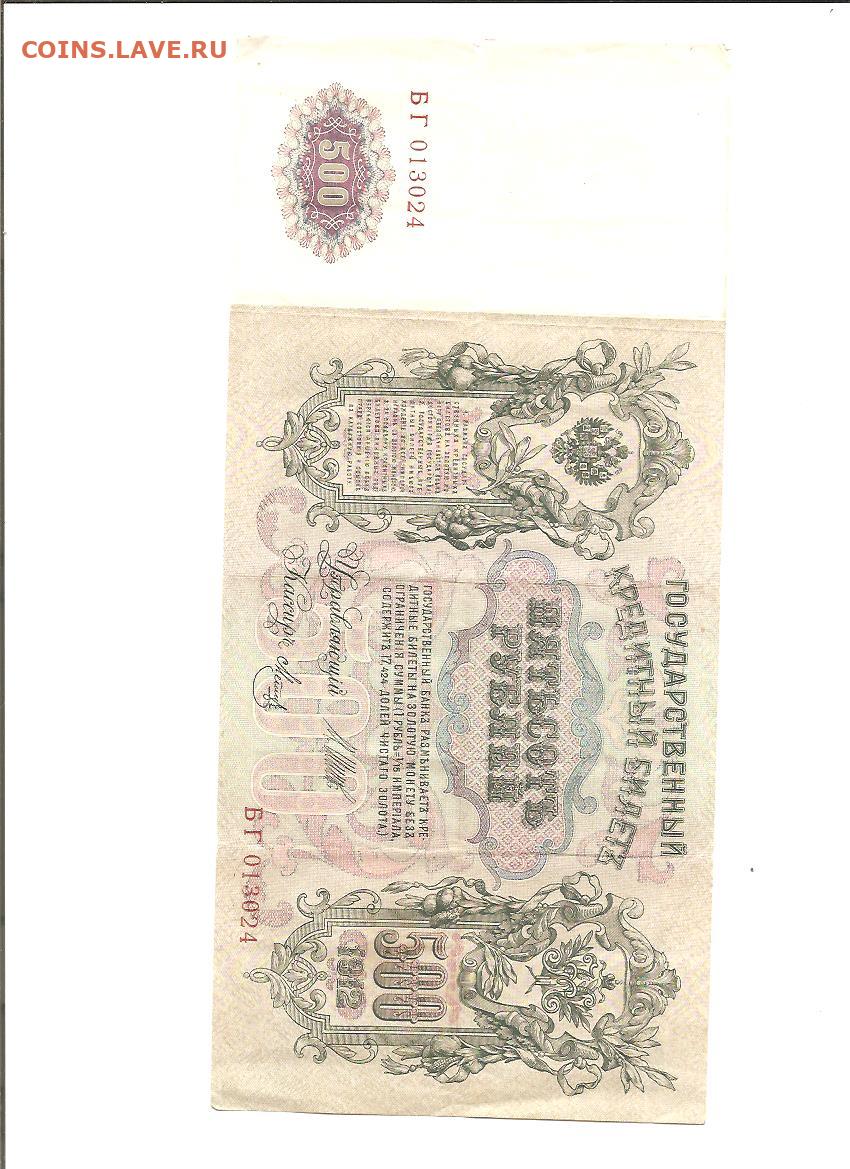 COINS.LAVE.RU
500
БГ 013024
ГОСУДАРСТВЕННЫЙ
КРЕДИТНЫЙ БИЛЕТЪ
ПЯТЬСОТЪ
РУБЛЕЙ
ГОСУДАРСТВЕННЫЙ БАНКЪ РАЗМѢНИВАЕТЪ КРЕ-
ДИТНЫЕ БИЛЕТЫ НА ЗОЛОТУЮ МОНЕТУ БЕЗЪ
ОГРАНИЧЕНІЯ СУММЫ (1 РУБЛЬ=1/15 ИМПЕРІАЛА,
СОДЕРЖИТЪ 17,424 ДОЛЕЙ ЧИСТАГО ЗОЛОТА.)
Управляющій
Кассиръ
500
БГ 013024
500
1912